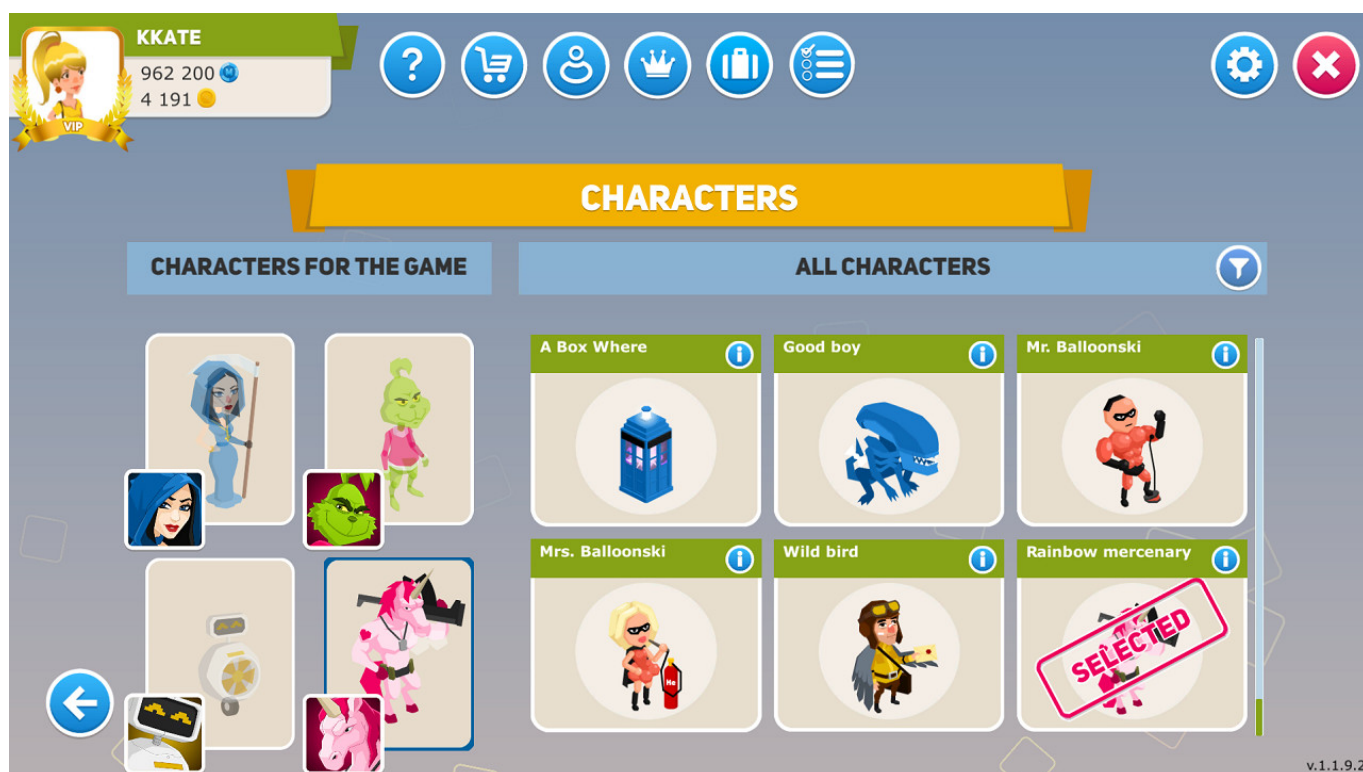 KKATE
962 200
4 191
VIP
?
CHARACTERS
CHARACTERS FOR THE GAME
ALL CHARACTERS
A Box Where
Good boy
Mr. Balloonski
Mrs. Balloonski
Wild bird
Rainbow mercenary
He
SELECTED
v.1.1.9.2